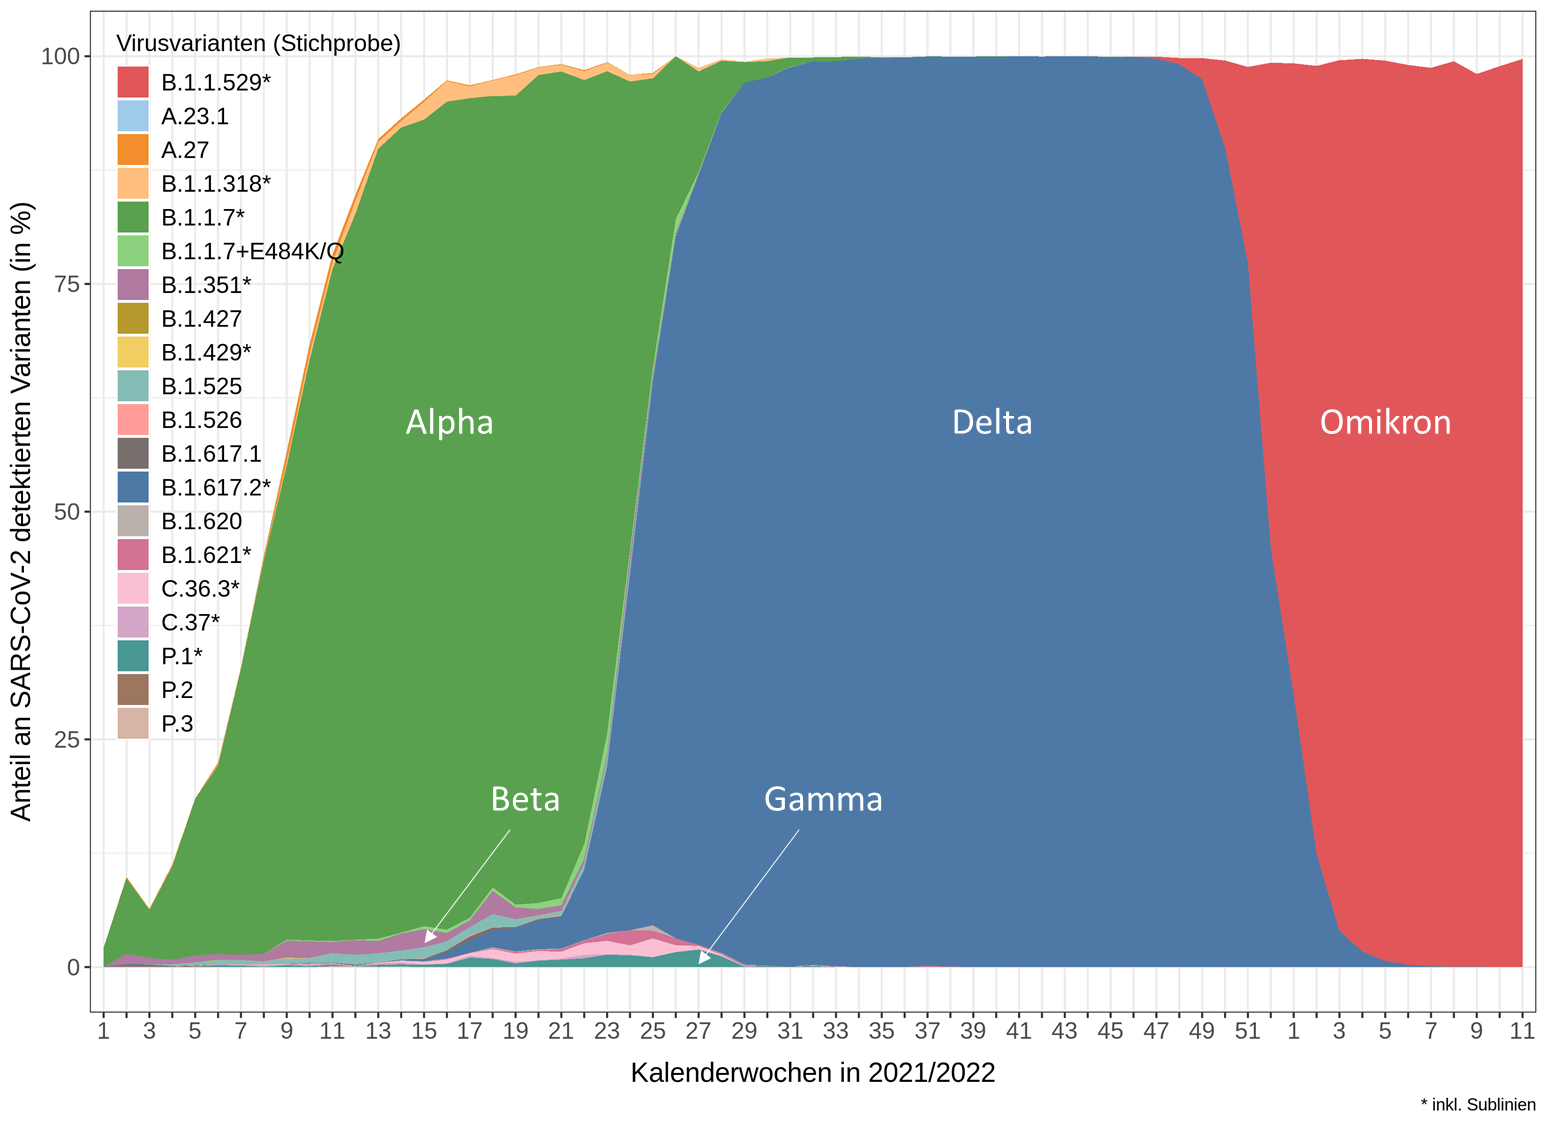 Virusvarianten (Stichprobe)
B.1.1.529*
A.23.1
A.27
B.1.1.318*
B.1.1.7*
B.1.1.7+E484K/Q
B.1.351*
B.1.427
B.1.429*
B.1.525
B.1.526
B.1.617.1
B.1.617.2*
B.1.620
B.1.621*
C.36.3*
C.37*
P.1*
P.2
P.3
Anteil an SARS-CoV-2 detektierten Varianten (in %)
100
75
50
25
0
Alpha
Delta
Omikron
Beta
Gamma
1 3 5 7 9 11 13 15 17 19 21 23 25 27 29 31 33 35 37 39 41 43 45 47 49 51 1 3 5 7 9 11
Kalenderwochen in 2021/2022
* inkl. Sublinien